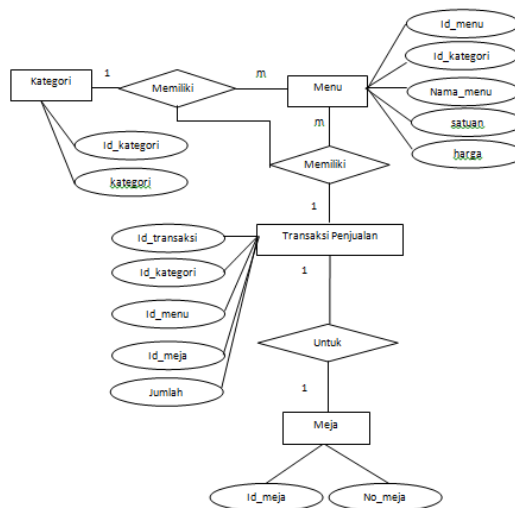 Id_menu
Id_kategori
Kategori
1
Memiliki
m
Menu
Nama_menu
satuan
harga
m
Id_kategori
kategori
Memiliki
1
Id_transaksi
Transaksi Penjualan
Id_kategori
1
Id_menu
Untuk
Id_meja
Jumlah
1
Meja
Id_meja
No_meja